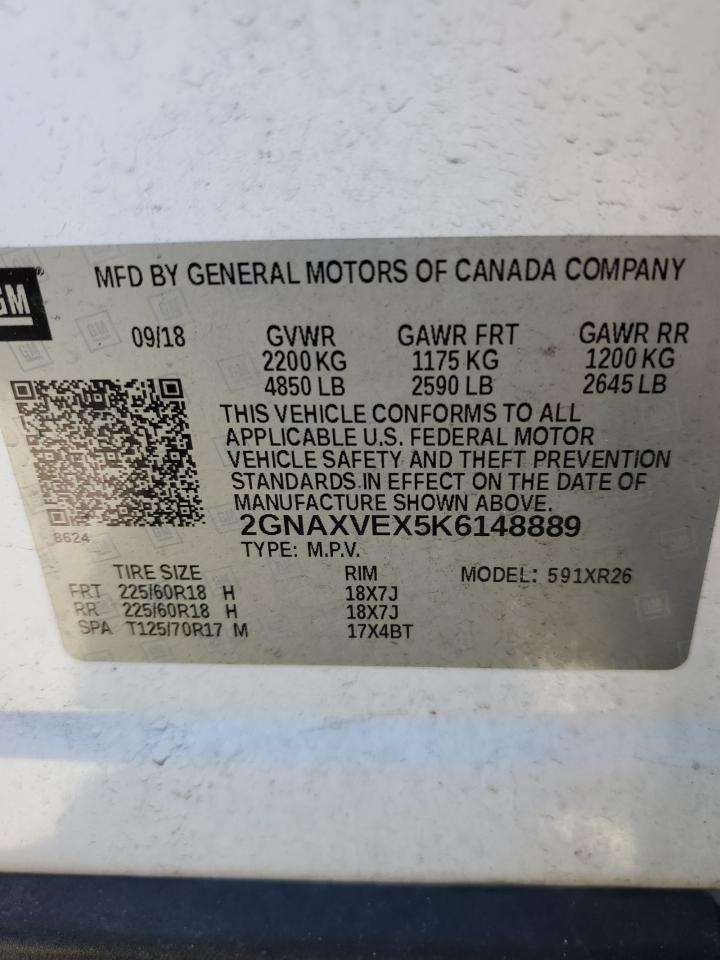 GM
MFD BY GENERAL MOTORS OF CANADA COMPANY
09/18 GVWR GAWR FRT GAWR RR
2200 KG 1175 KG 1200 KG
4850 LB 2590 LB 2645 LB
THIS VEHICLE CONFORMS TO ALL
APPLICABLE U.S. FEDERAL MOTOR
VEHICLE SAFETY AND THEFT PREVENTION
STANDARDS IN EFFECT ON THE DATE OF
MANUFACTURE SHOWN ABOVE.
8624 2GNAXVEX5K6148889
TYPE: M.P.V.
TIRE SIZE RIM MODEL: 591XR26
FRT 225/60R18 H 18X7J
RR 225/60R18 H 18X7J
SPA T125/70R17 M 17X4BT